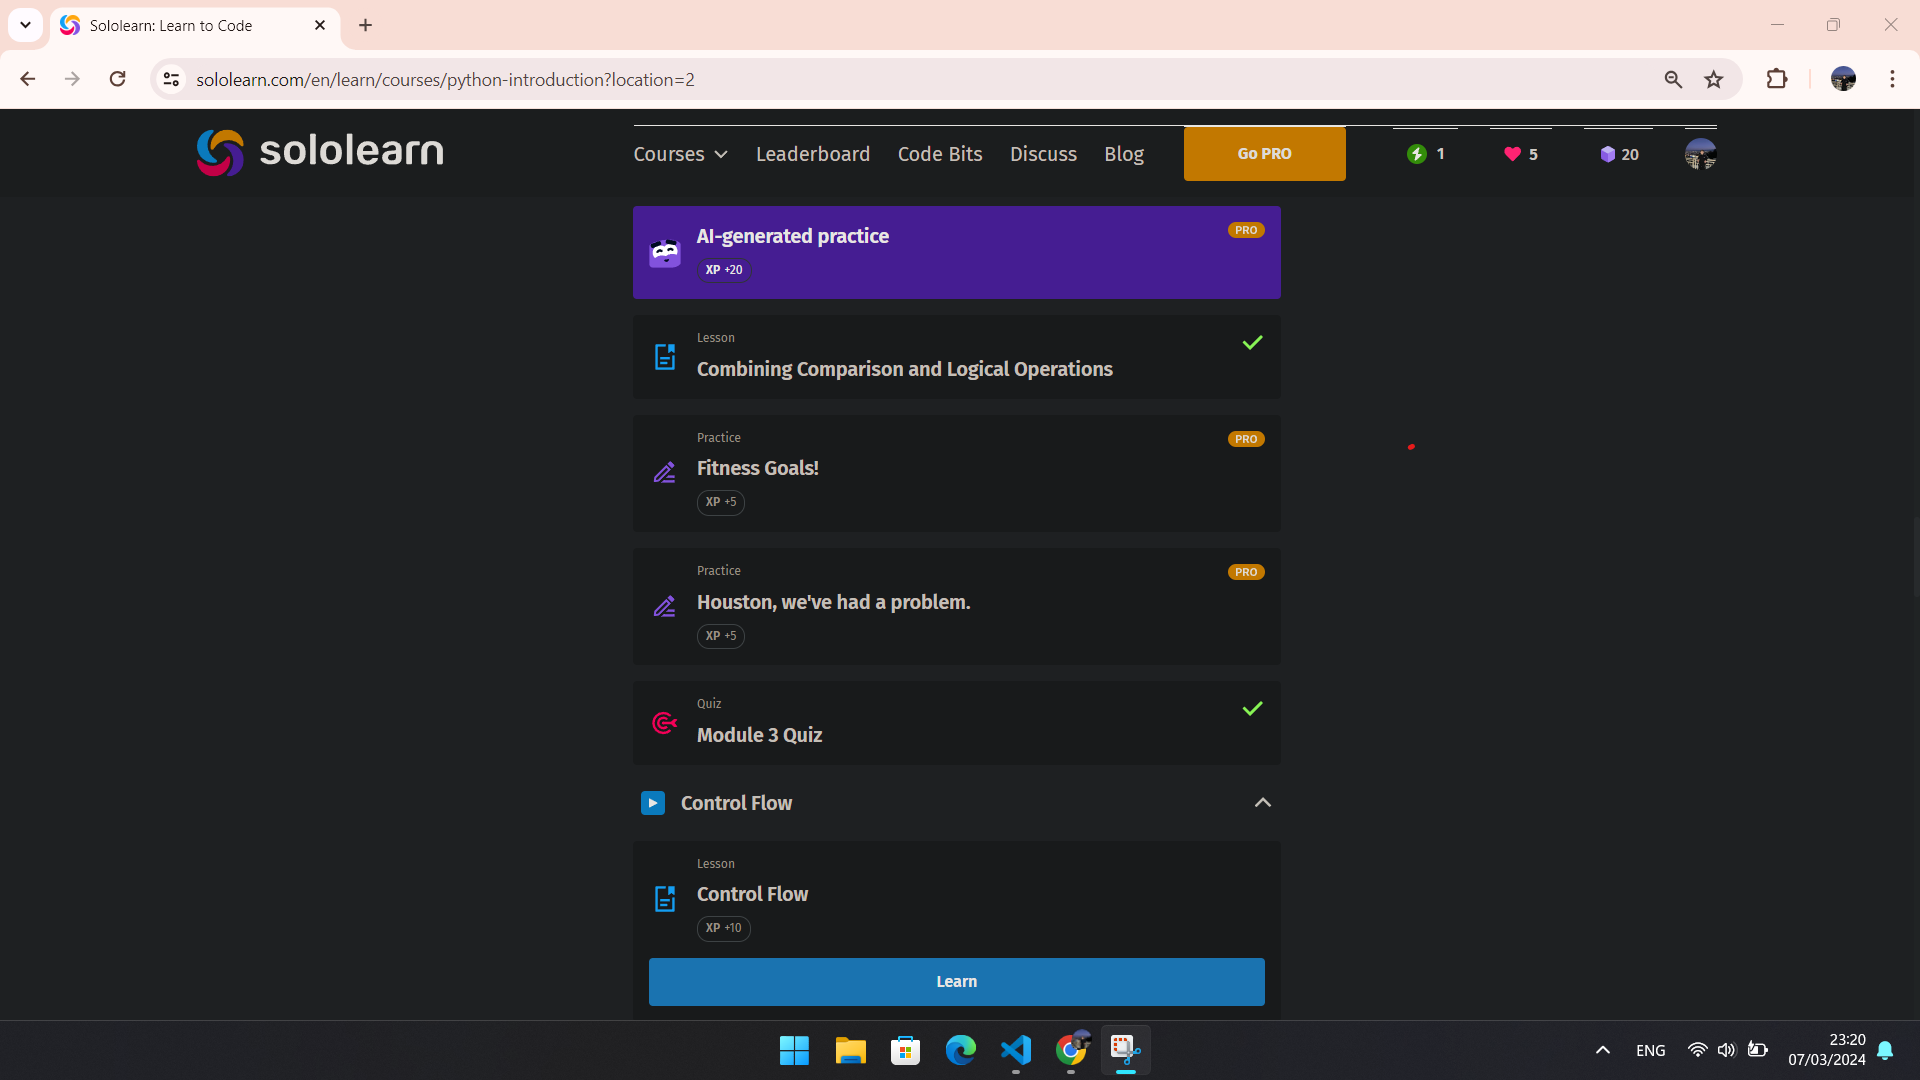 Sololearn: Learn to Code
sololearn.com/en/learn/courses/python-introduction?location=2
sololearn
Courses
Leaderboard
Code Bits
Discuss
Blog
Go PRO
1
5
20
AI-generated practice
PRO
XP +20
Lesson
Combining Comparison and Logical Operations
Practice
PRO
Fitness Goals!
XP +5
Practice
PRO
Houston, we've had a problem.
XP +5
Quiz
Module 3 Quiz
Control Flow
Lesson
Control Flow
XP +10
Learn
ENG
23:20
07/03/2024